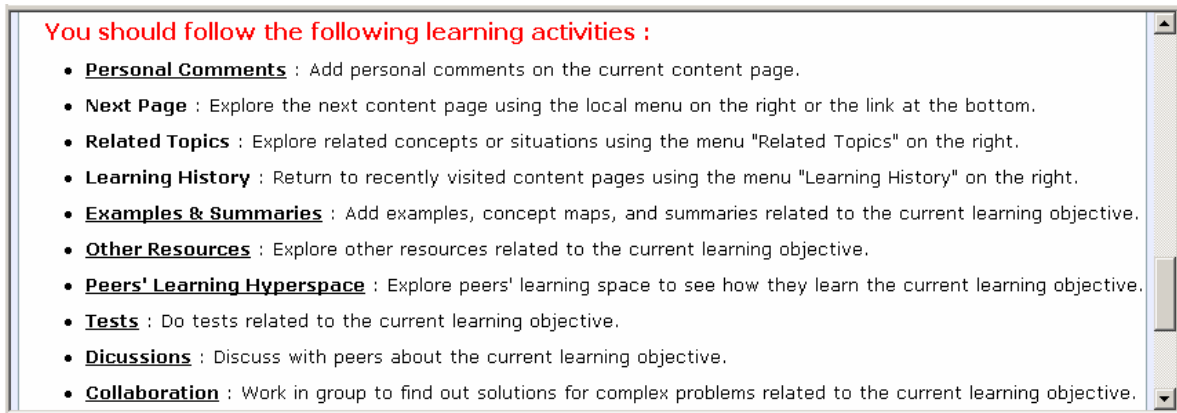 You should follow the following learning activities :
• Personal Comments : Add personal comments on the current content page.
• Next Page : Explore the next content page using the local menu on the right or the link at the bottom.
• Related Topics : Explore related concepts or situations using the menu "Related Topics" on the right.
• Learning History : Return to recently visited content pages using the menu "Learning History" on the right.
• Examples & Summaries : Add examples, concept maps, and summaries related to the current learning objective.
• Other Resources : Explore other resources related to the current learning objective.
• Peers' Learning Hyperspace : Explore peers' learning space to see how they learn the current learning objective.
• Tests : Do tests related to the current learning objective.
• Dicussions : Discuss with peers about the current learning objective.
• Collaboration : Work in group to find out solutions for complex problems related to the current learning objective.